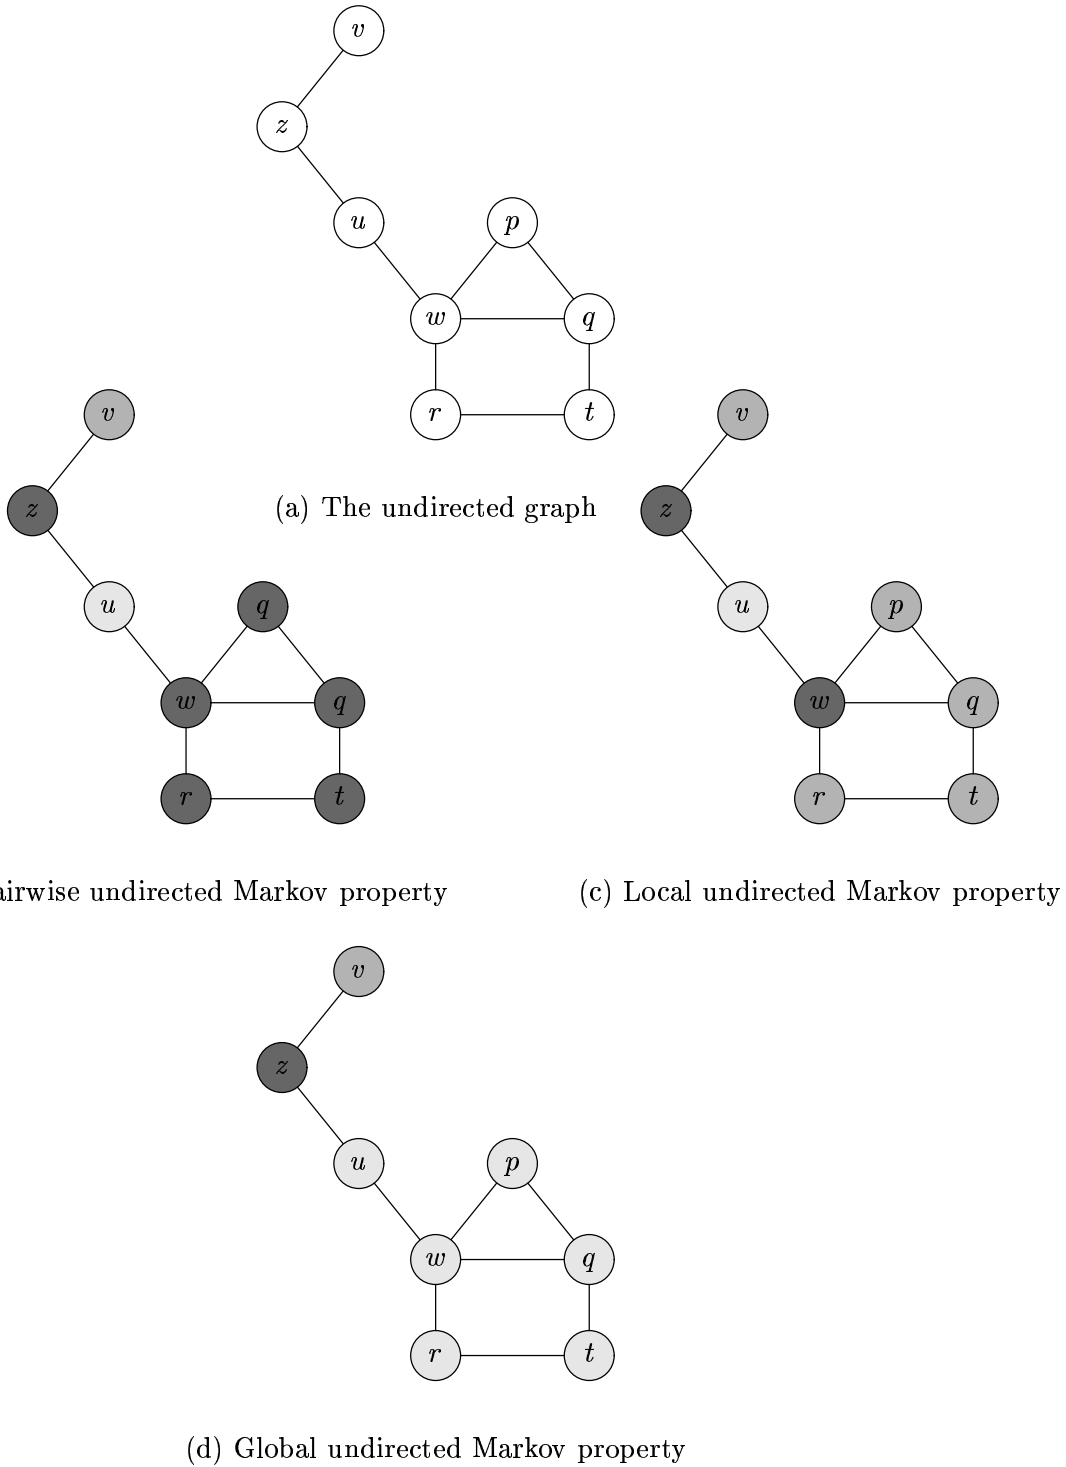 v
z
u p
w q
r t
(a) The undirected graph
v
z
u q
w q
r t
airwise undirected Markov property
v
z
u p
w q
r t
(c) Local undirected Markov property
v
z
u p
w q
r t
(d) Global undirected Markov property